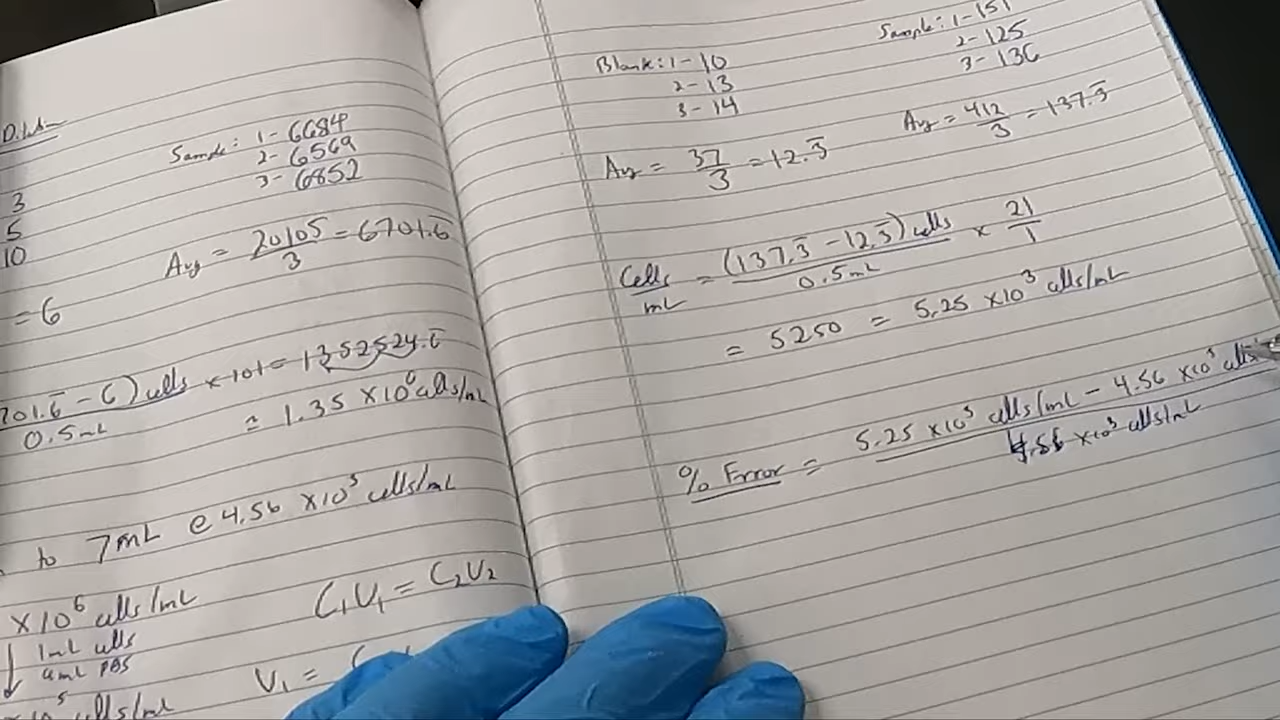 Sample: 1-6684
2-6569
3-6852
3
5
10
Avg = 20105/3 = 6701.6̅
= 6
701.6̅ - 6) cells / 0.5mL × 101 = 1352524.6̅
≈ 1.35 ×10⁶ cells/mL
to 7mL @ 4.56 ×10³ cells/mL
×10⁶ cells/mL
C₁V₁ = C₂V₂
1mL cells
4mL PBS
V₁ =
⁵ cells/mL
Blank: 1-10
2-13
3-14
Avg = 37/3 = 12.3̅
Sample: 1-151
2-125
3-136
Avg = 412/3 = 137.3̅
Cells/mL = (137.3̅ - 12.3̅) cells / 0.5mL × 21/1
= 5250 = 5.25 ×10³ cells/mL
% Error = 5.25 ×10³ cells/mL - 4.56 ×10³ cells
4.56 ×10³ cells/mL